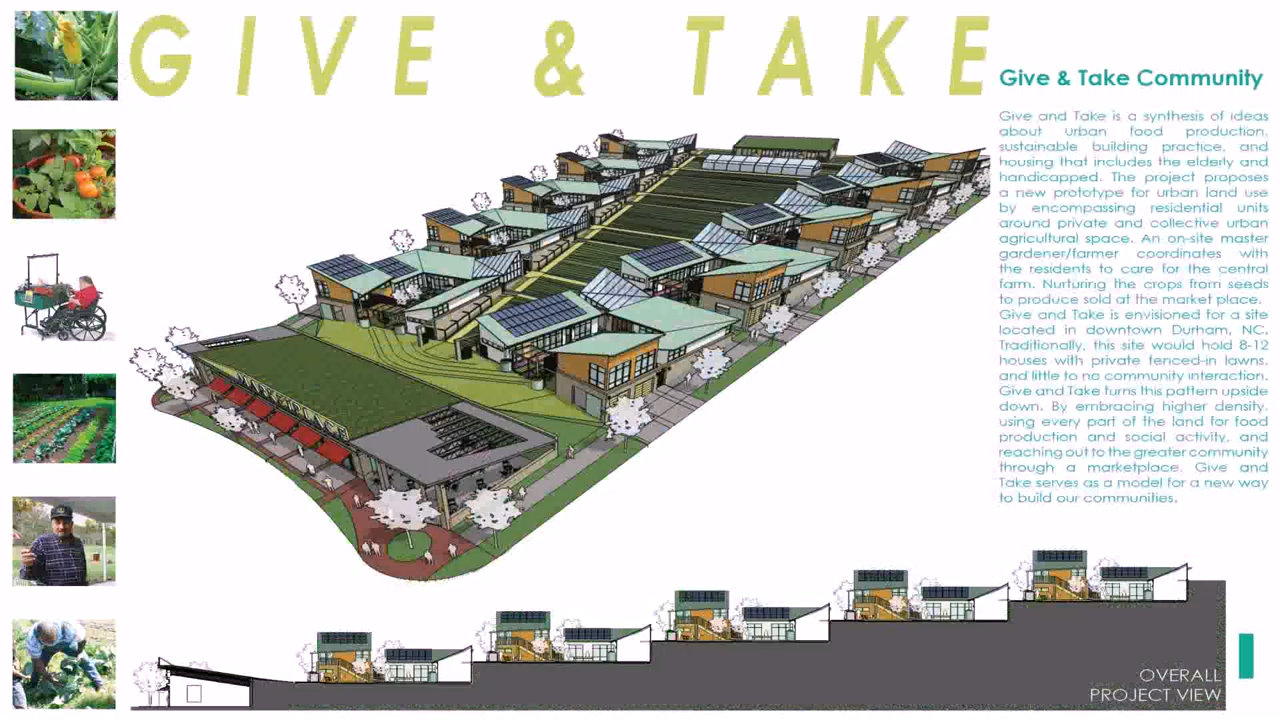 GIVE & TAKE
Give & Take Community
Give and Take is a synthesis of ideas
about urban food production,
sustainable building practice, and
housing that includes the elderly and
handicapped. The project proposes
a new prototype for urban land use
by encompassing residential units
around private and collective urban
agricultural space. An on-site master
gardener/farmer coordinates with
the residents to care for the central
farm. Nurturing the crops from seeds
to produce sold at the market place.
Give and Take is envisioned for a site
located in downtown Durham, NC.
Traditionally, this site would hold 8-12
houses with private fenced-in lawns,
and little to no community interaction.
Give and Take turns this pattern upside
down. By embracing higher density,
using every part of the land for food
production and social activity, and
reaching out to the greater community
through a marketplace. Give and
Take serves as a model for a new way
to build our communities.
OVERALL
PROJECT VIEW